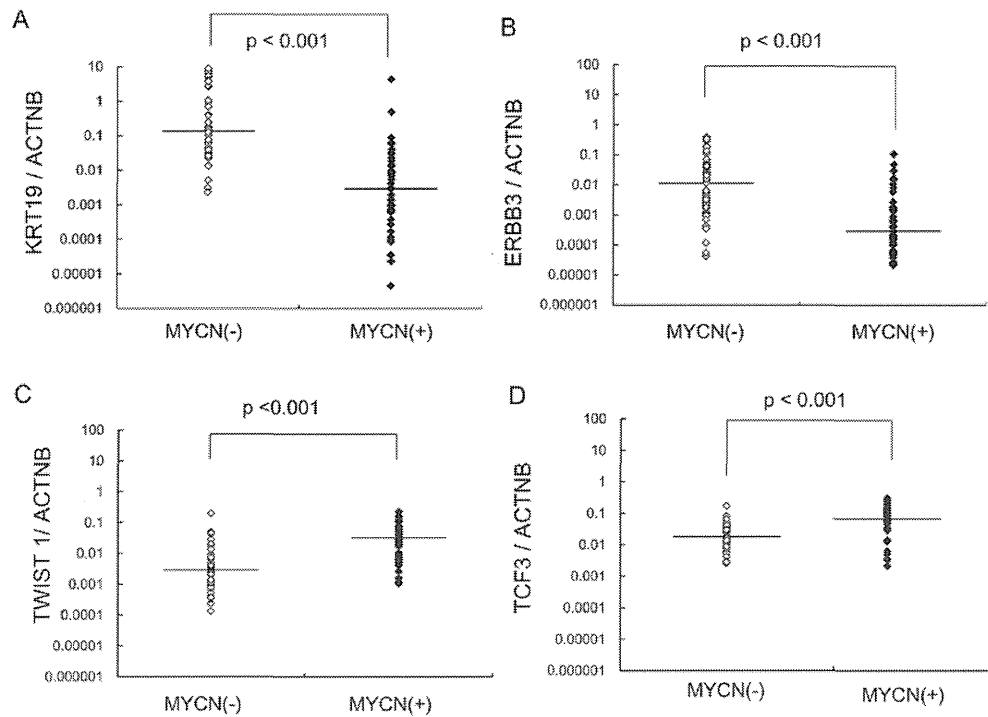 A
p < 0.001
KRT19 / ACTNB
10
1
0.1
0.01
0.001
0.0001
0.00001
0.000001
MYCN(-)
MYCN(+)
B
p < 0.001
ERBB3 / ACTNB
100
10
1
0.1
0.01
0.001
0.0001
0.00001
0.000001
MYCN(-)
MYCN(+)
C
p <0.001
TWIST 1/ ACTNB
100
10
1
0.1
0.01
0.001
0.0001
0.00001
0.000001
MYCN(-)
MYCN(+)
D
p < 0.001
TCF3 / ACTNB
100
10
1
0.1
0.01
0.001
0.0001
0.00001
0.000001
MYCN(-)
MYCN(+)